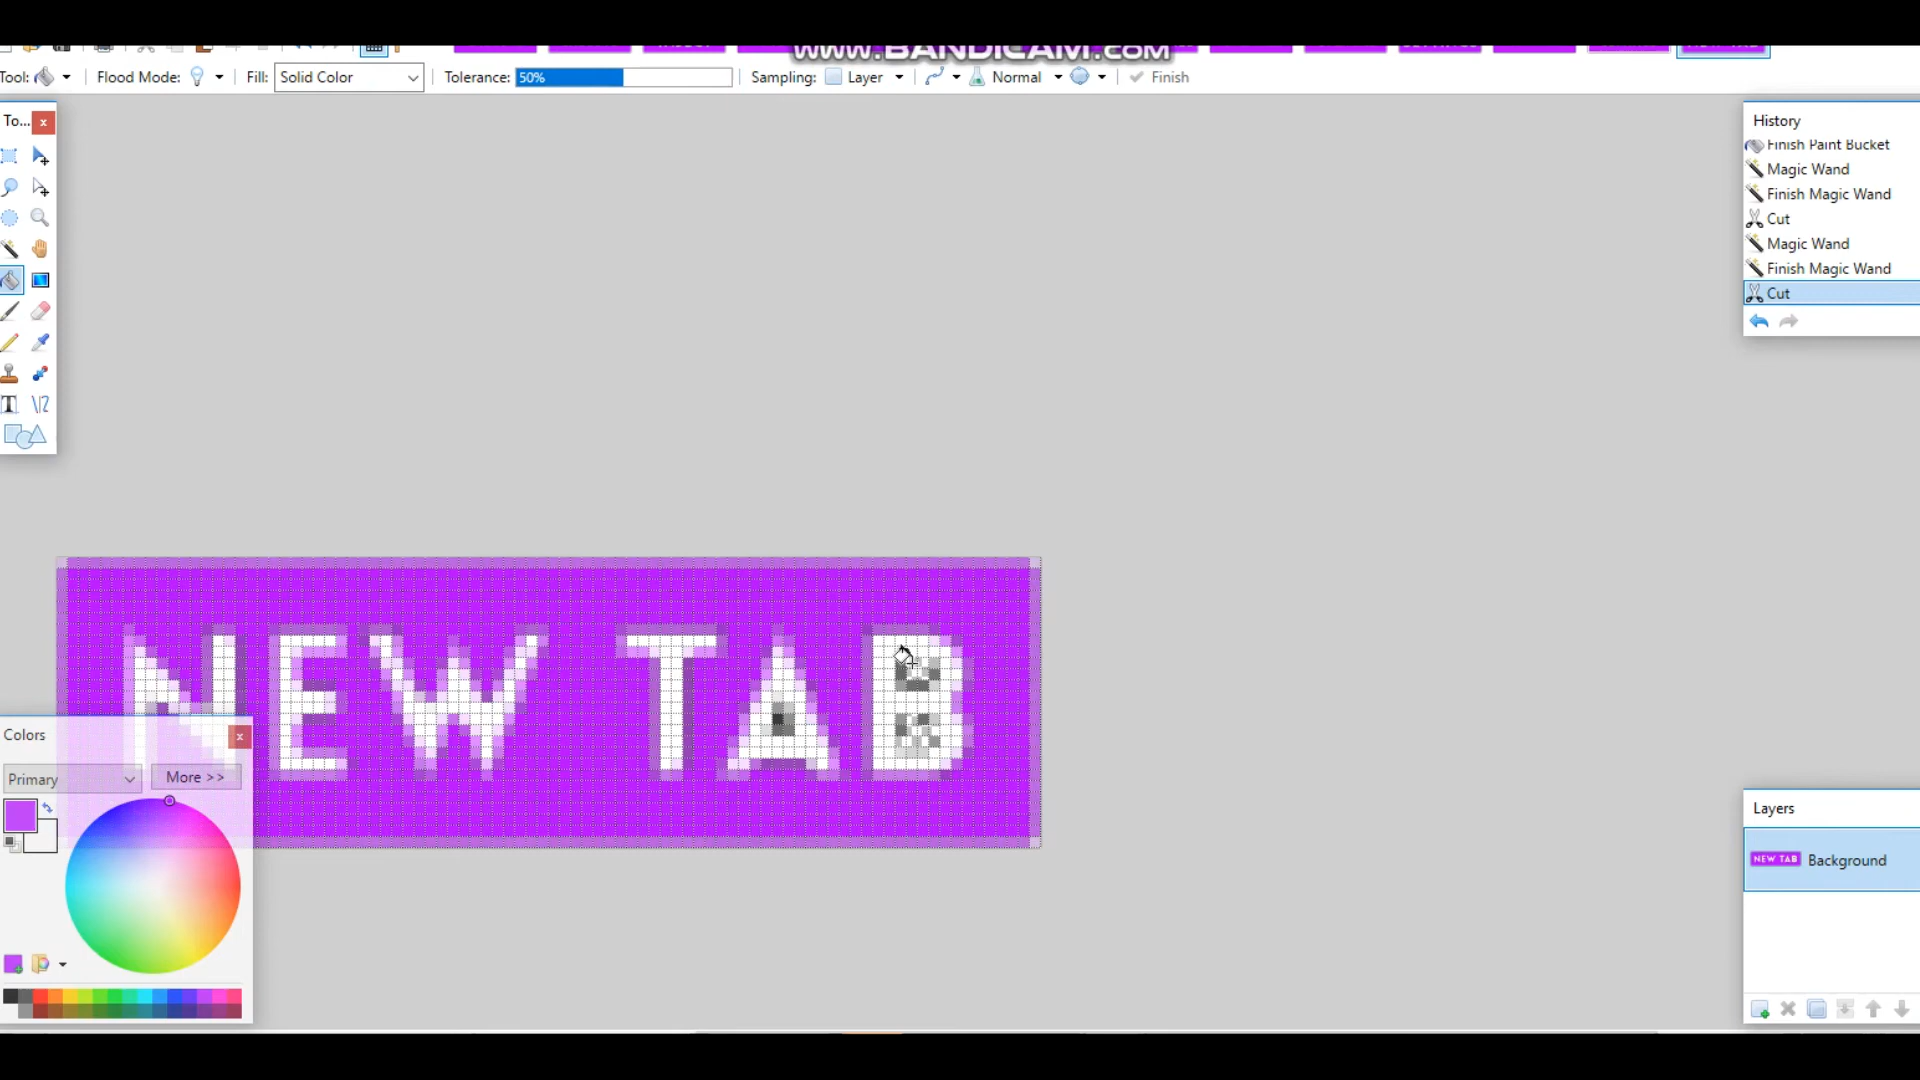 WWW.BANDICAM.COM
Tool:
Flood Mode:
Fill:
Solid Color
Tolerance:
50%
Sampling:
Layer
Normal
Finish
To...
History
Finish Paint Bucket
Magic Wand
Finish Magic Wand
Cut
Magic Wand
Finish Magic Wand
Cut
NEW TAB
Colors
Primary
More >>
Layers
NEW TAB
Background